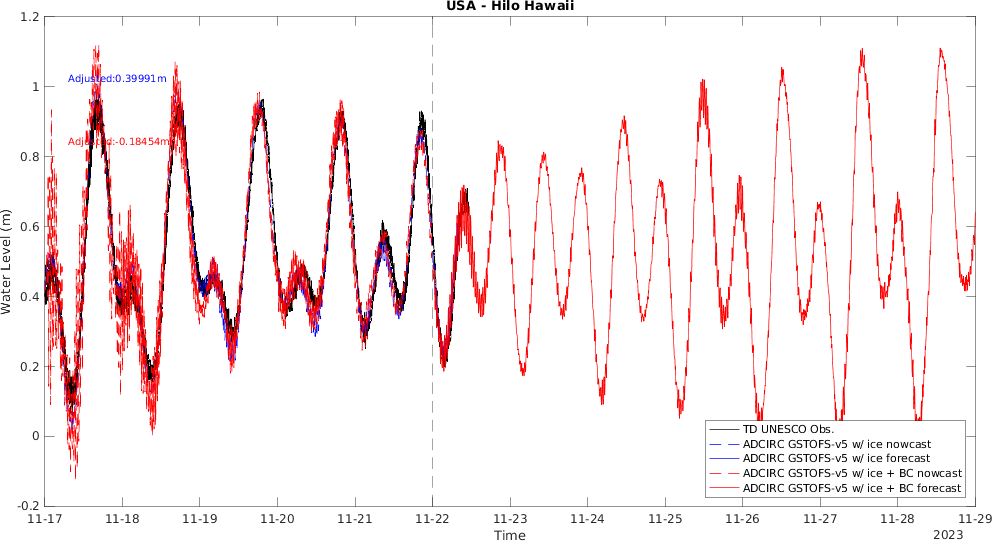 USA - Hilo Hawaii
1.2
1
0.8
0.6
0.4
0.2
0
-0.2
Water Level (m)
Adjusted:0.39991m
Adjusted:-0.18454m
TD UNESCO Obs.
ADCIRC GSTOFS-v5 w/ ice nowcast
ADCIRC GSTOFS-v5 w/ ice forecast
ADCIRC GSTOFS-v5 w/ ice + BC nowcast
ADCIRC GSTOFS-v5 w/ ice + BC forecast
11-17 11-18 11-19 11-20 11-21 11-22 11-23 11-24 11-25 11-26 11-27 11-28 11-29
Time
2023